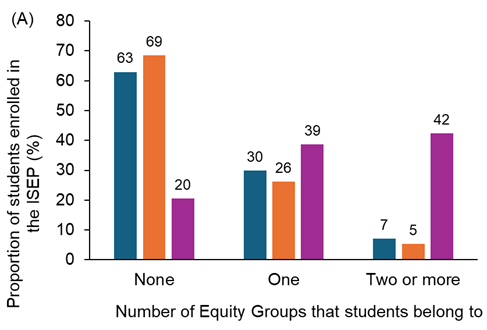 (A)
Proportion of students enrolled in
the ISEP (%)
80
70
60
50
40
30
20
10
0
63
69
20
30
26
39
7
5
42
None
One
Two or more
Number of Equity Groups that students belong to